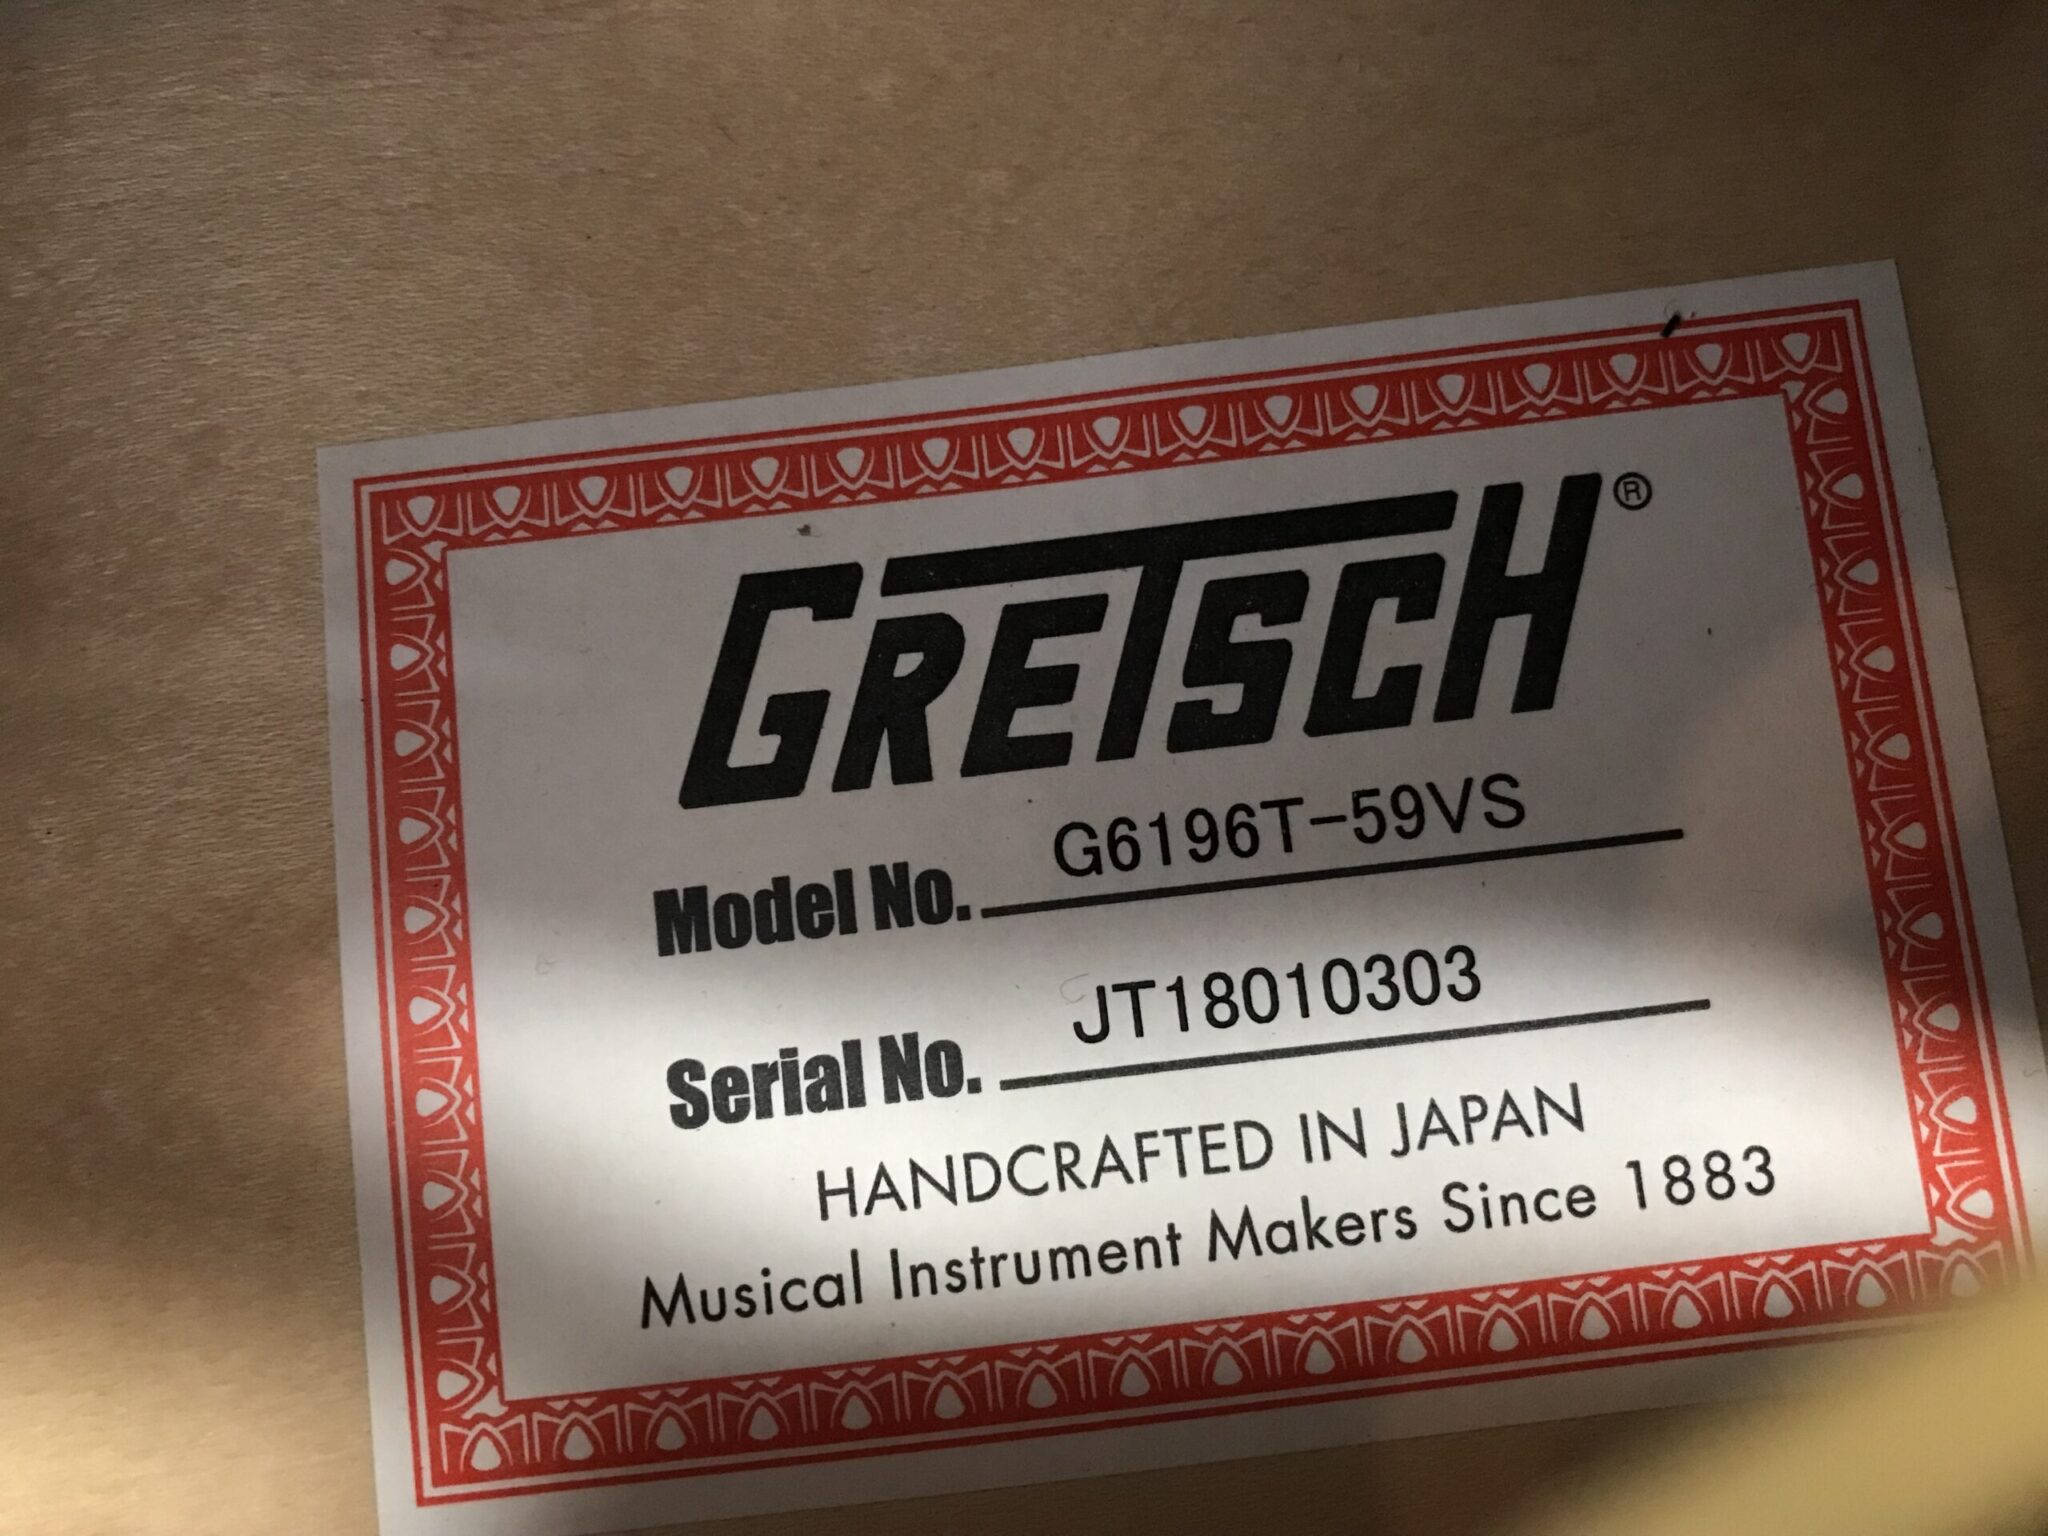 GRETSCH®
Model No. G6196T-59VS
Serial No. JT18010303
HANDCRAFTED IN JAPAN
Musical Instrument Makers Since 1883